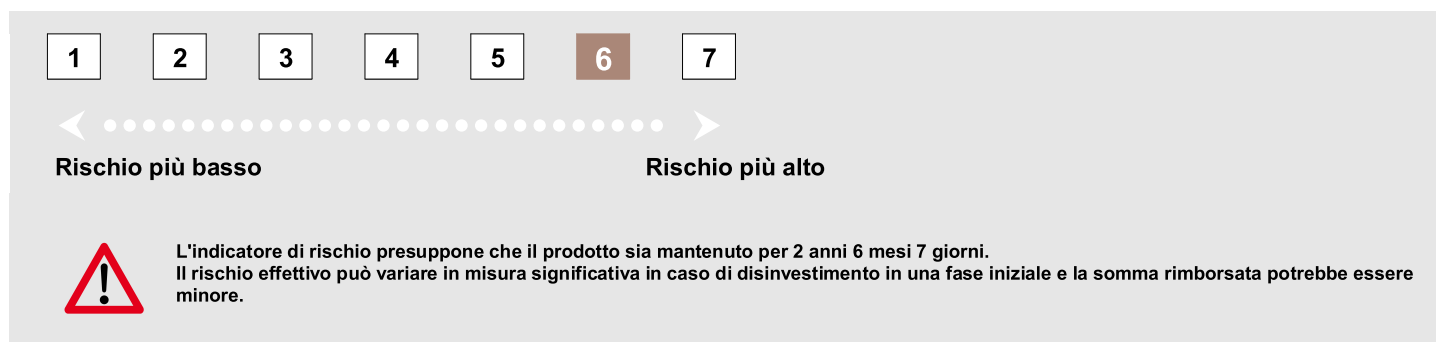 1 2 3 4 5 6 7
Rischio più basso Rischio più alto
L'indicatore di rischio presuppone che il prodotto sia mantenuto per 2 anni 6 mesi 7 giorni.
Il rischio effettivo può variare in misura significativa in caso di disinvestimento in una fase iniziale e la somma rimborsata potrebbe essere
minore.